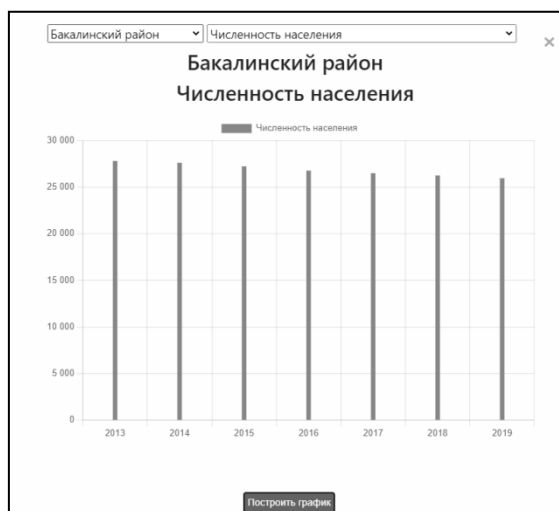 Бакалинский район Численность населения
×
Бакалинский район
Численность населения
Численность населения
30 000
25 000
20 000
15 000
10 000
5 000
0
2013 2014 2015 2016 2017 2018 2019
Построить график